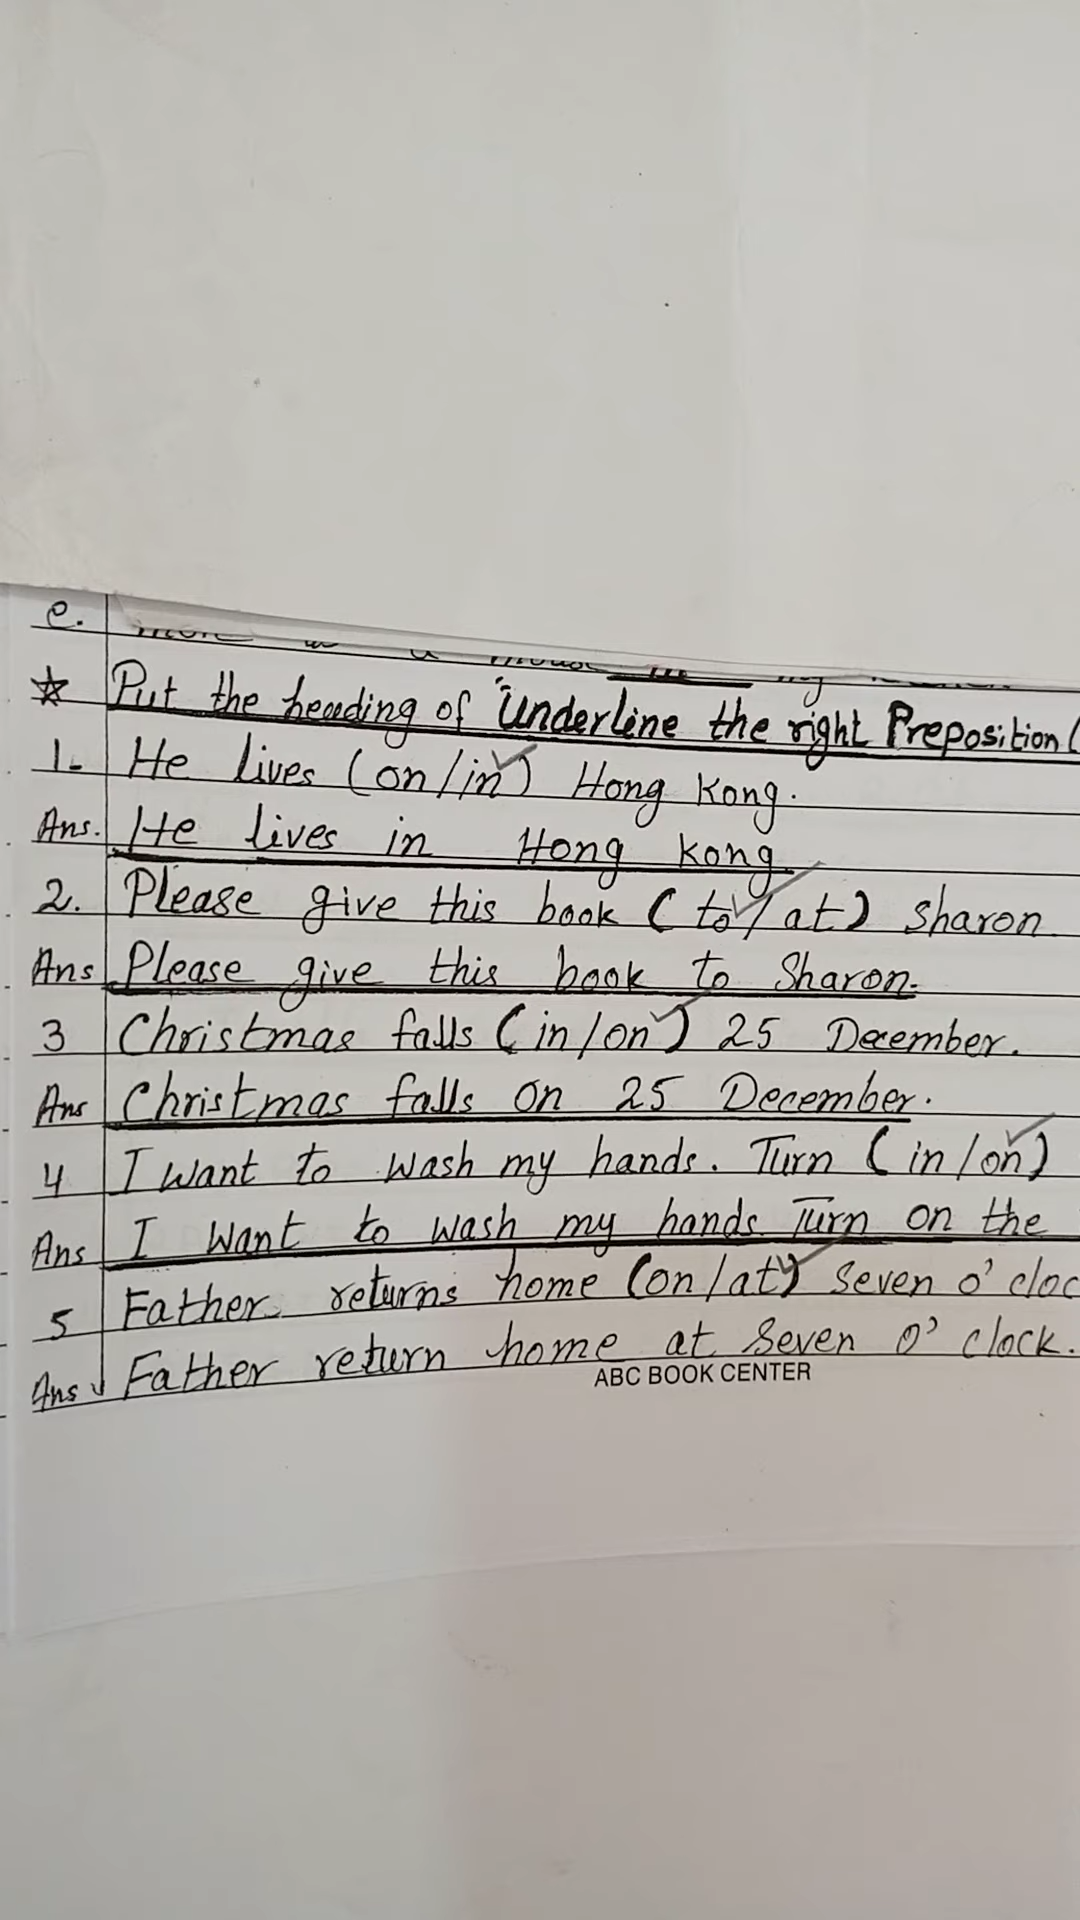 e.
☆ Put the heading of "Underline the right Preposition (
1. He lives (on/in✓) Hong Kong.
Ans. He lives in Hong kong
2. Please give this book (to✓/at) sharon.
Ans Please give this book to Sharon.
3 Christmas falls (in/on✓) 25 December.
Ans Christmas falls on 25 December.
4 I want to wash my hands. Turn (in/on✓)
Ans I want to wash my hands. Turn on the
5 Father returns home (on/at✓) seven o' cloc
Ans Father return home at seven o' clock.
ABC BOOK CENTER